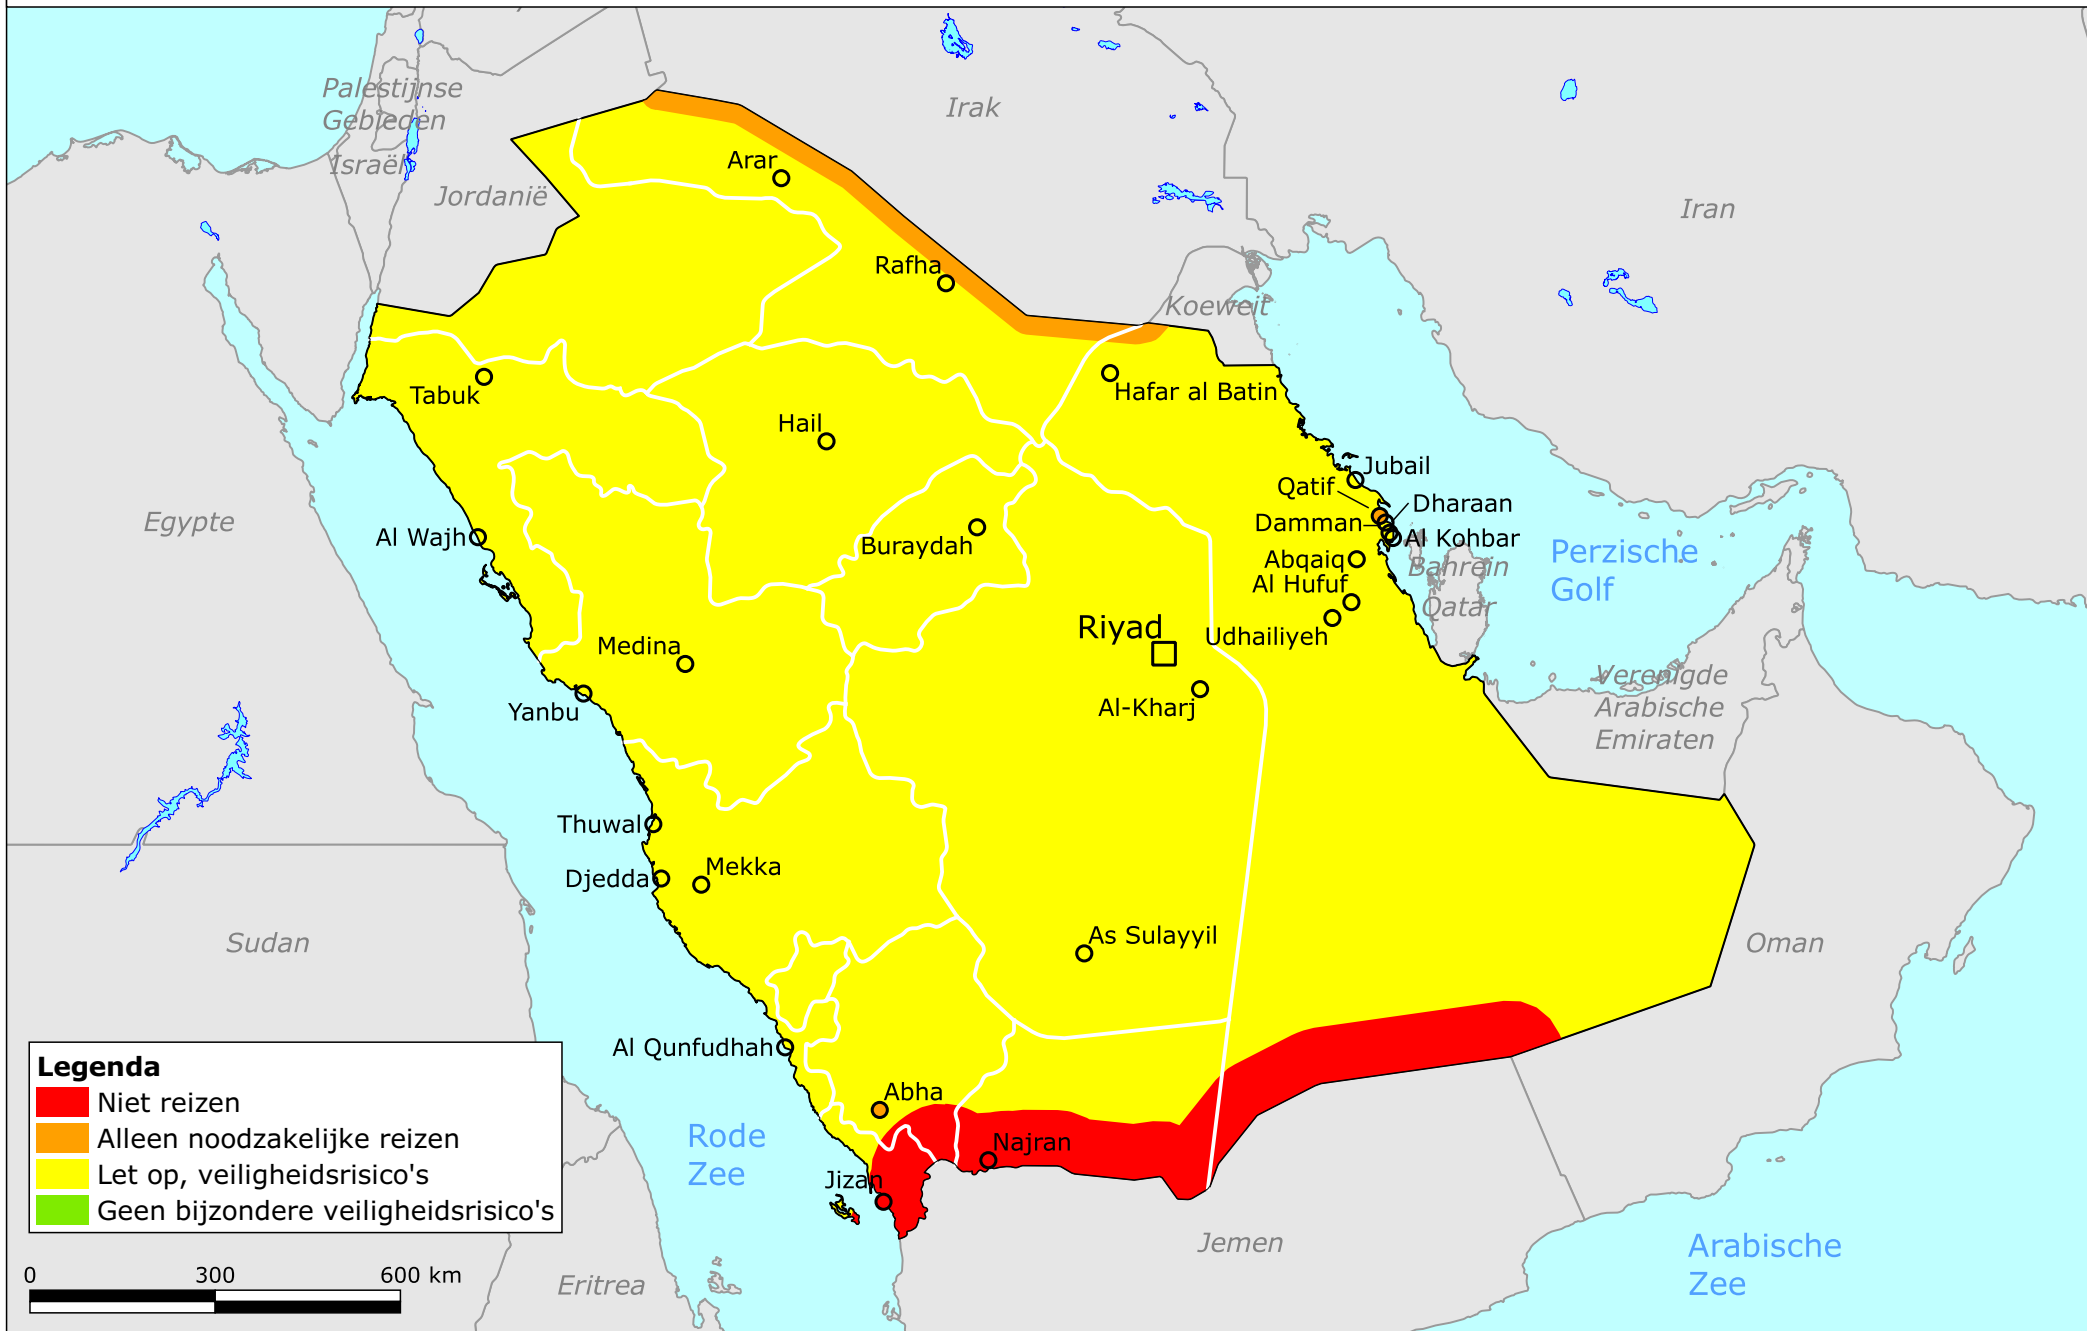 Palestijnse
Gebieden
Israël
Jordanië
Irak
Iran
Arar
Rafha
Koeweit
Tabuk
Hafar al Batin
Hail
Jubail
Qatif
Dharaan
Egypte
Al Wajh
Buraydah
Damman
Al Kohbar
Perzische
Golf
Abqaiq
Bahrein
Al Hufuf
Qatar
Riyad
Udhailiyeh
Medina
Verenigde
Arabische
Emiraten
Yanbu
Al-Kharj
Thuwal
Djedda
Mekka
Sudan
As Sulayyil
Oman
Al Qunfudhah
Abha
Rode
Zee
Najran
Jizan
Jemen
Arabische
Zee
Eritrea
Legenda
Niet reizen
Alleen noodzakelijke reizen
Let op, veiligheidsrisico's
Geen bijzondere veiligheidsrisico's
0 300 600 km